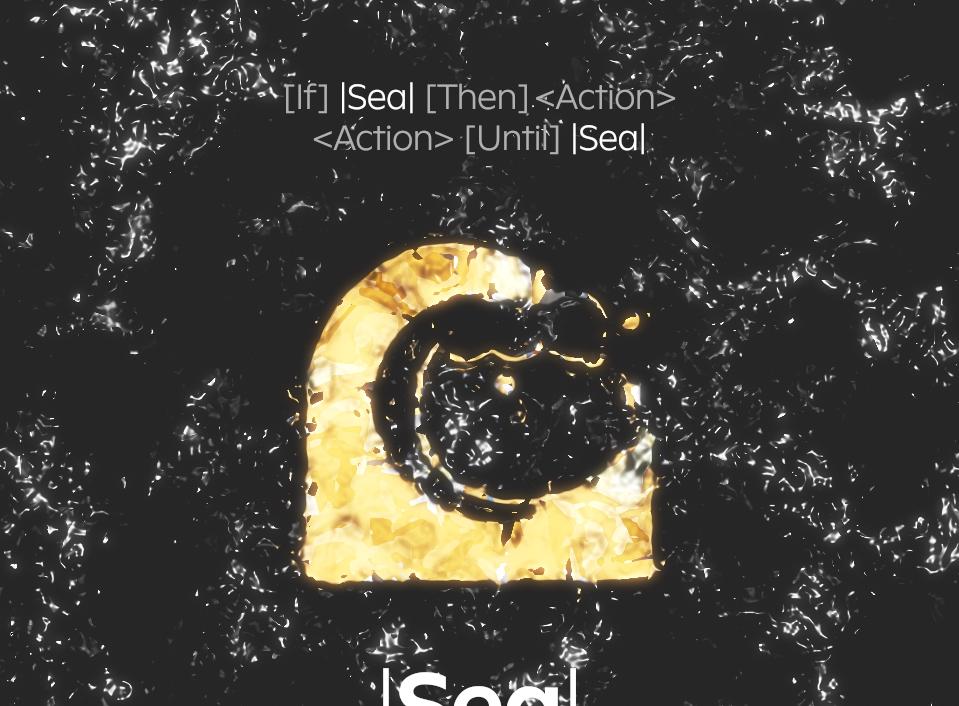 [If] |Sea| [Then] <Action>
<Action> [Until] |Sea|
|Sea|